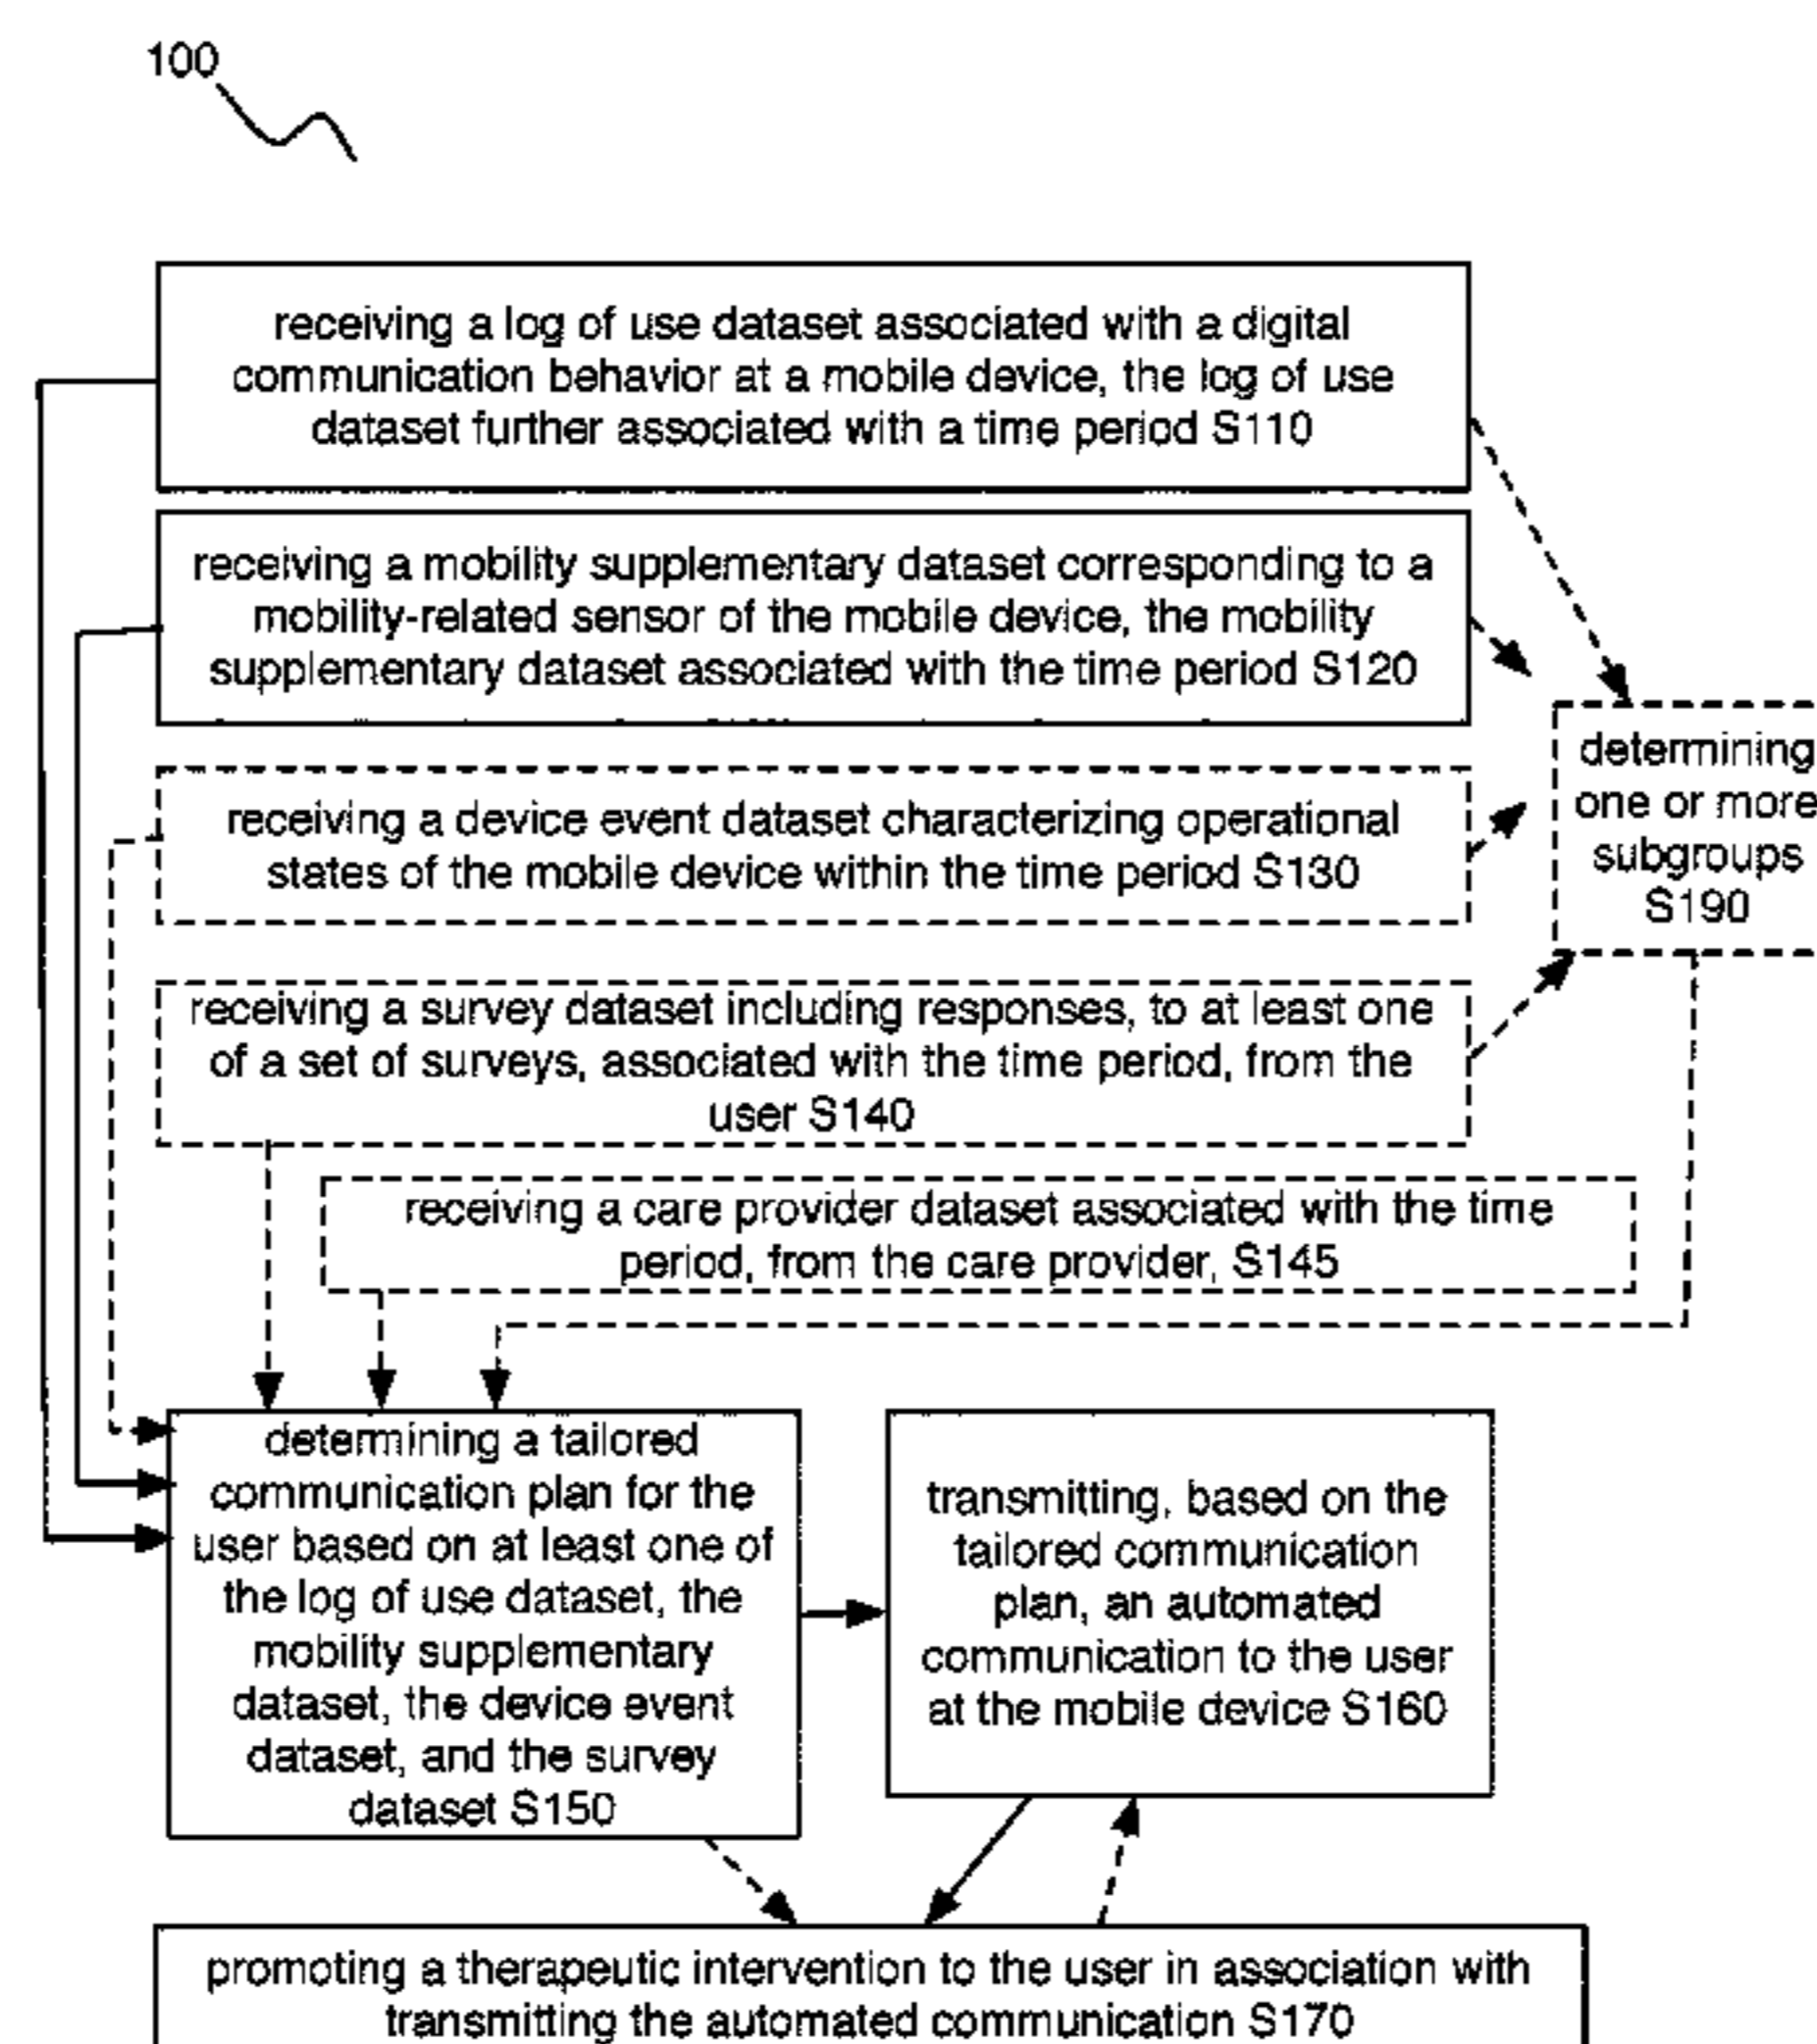 100
receiving a log of use dataset associated with a digital
communication behavior at a mobile device, the log of use
dataset further associated with a time period S110
receiving a mobility supplementary dataset corresponding to a
mobility-related sensor of the mobile device, the mobility
supplementary dataset associated with the time period S120
receiving a device event dataset characterizing operational
states of the mobile device within the time period S130
determining
one or more
subgroups
S190
receiving a survey dataset including responses, to at least one
of a set of surveys, associated with the time period, from the
user S140
receiving a care provider dataset associated with the time
period, from the care provider, S145
determining a tailored
communication plan for the
user based on at least one of
the log of use dataset, the
mobility supplementary
dataset, the device event
dataset, and the survey
dataset S150
transmitting, based on the
tailored communication
plan, an automated
communication to the user
at the mobile device S160
promoting a therapeutic intervention to the user in association with
transmitting the automated communication S170